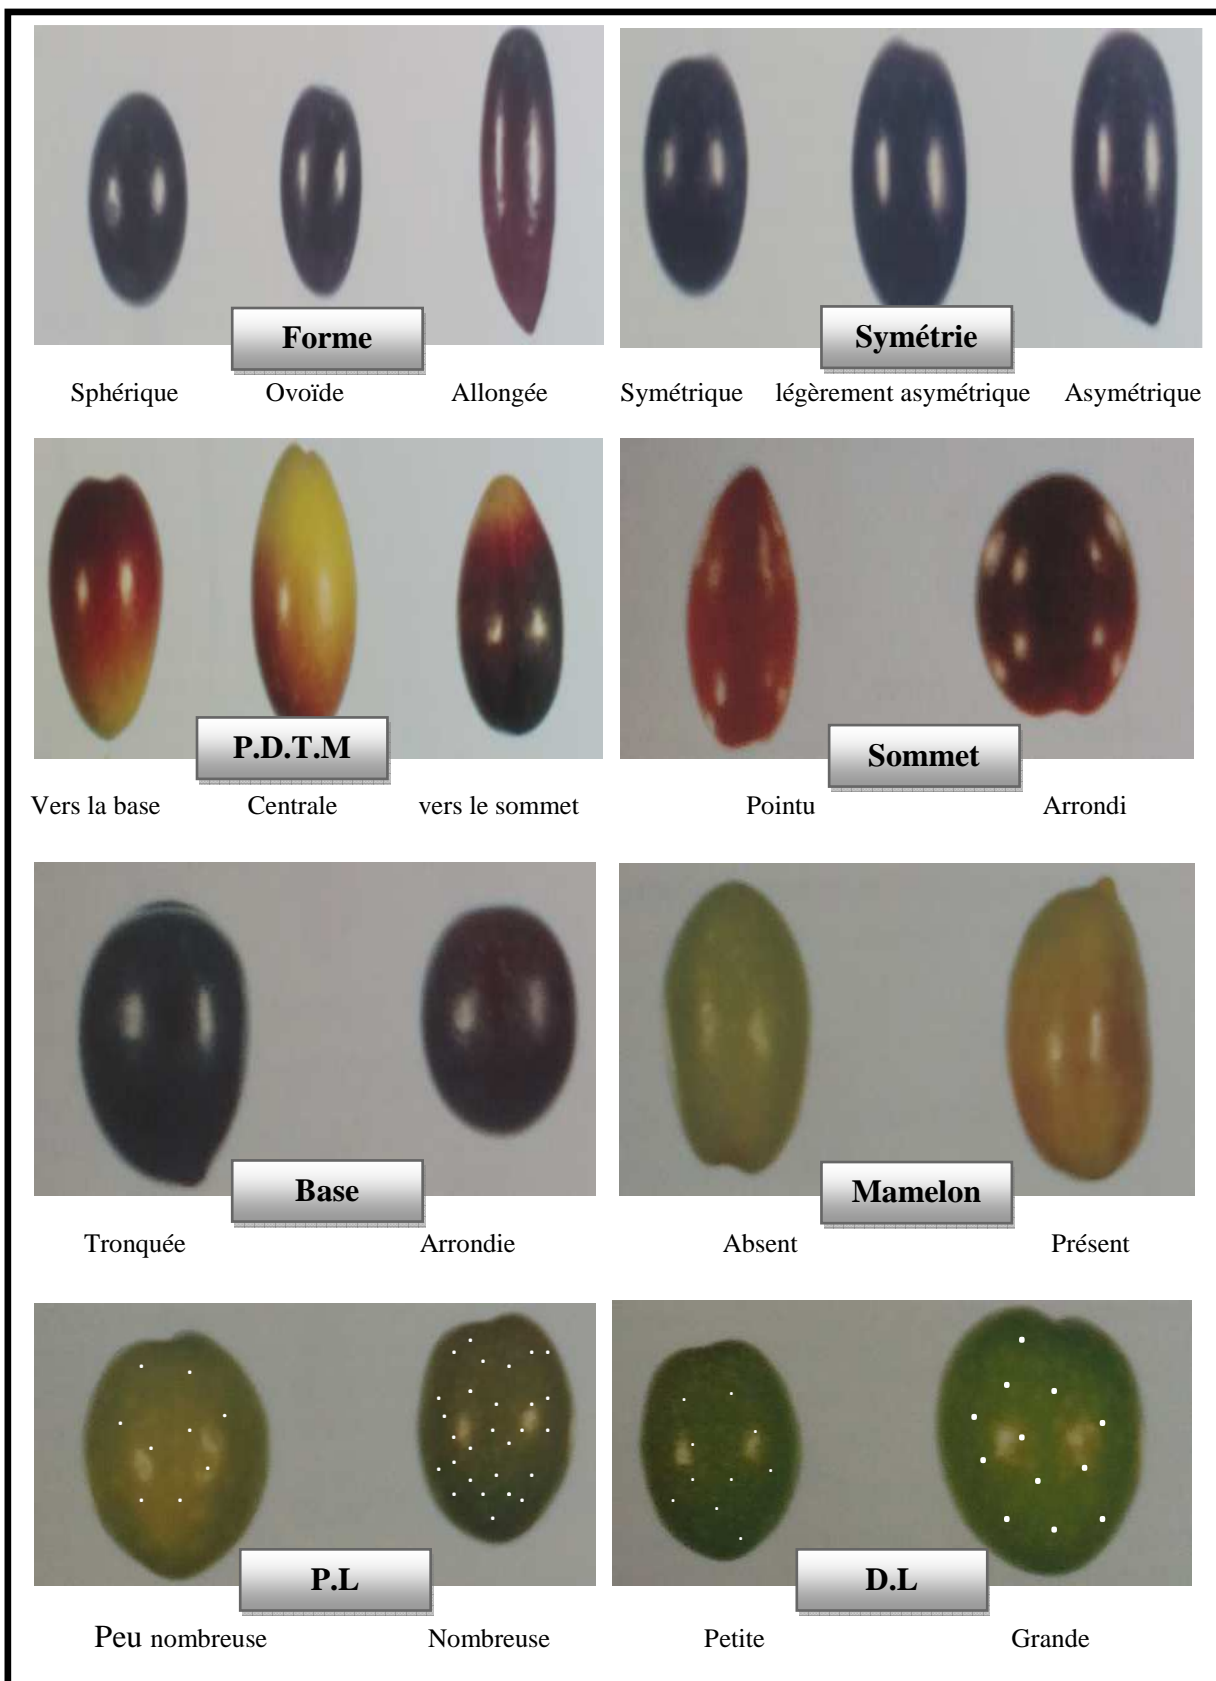 Forme
Symétrie
Sphérique Ovoïde Allongée
Symétrique légèrement asymétrique Asymétrique
P.D.T.M
Sommet
Vers la base Centrale vers le sommet
Pointu Arrondi
Base
Mamelon
Tronquée Arrondie
Absent Présent
P.L
D.L
Peu nombreuse Nombreuse
Petite Grande